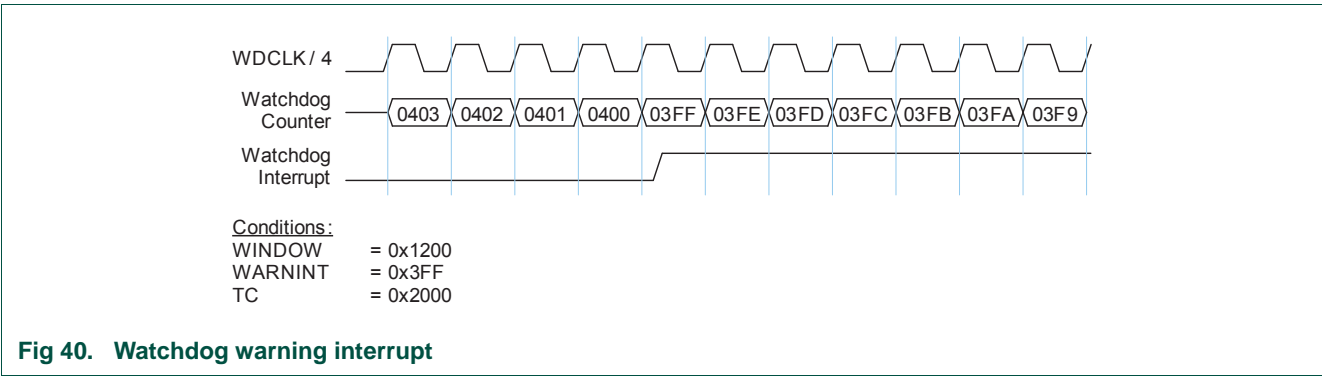 WDCLK / 4
Watchdog
Counter
0403 0402 0401 0400 03FF 03FE 03FD 03FC 03FB 03FA 03F9
Watchdog
Interrupt
Conditions:
WINDOW = 0x1200
WARNINT = 0x3FF
TC = 0x2000
Fig 40. Watchdog warning interrupt